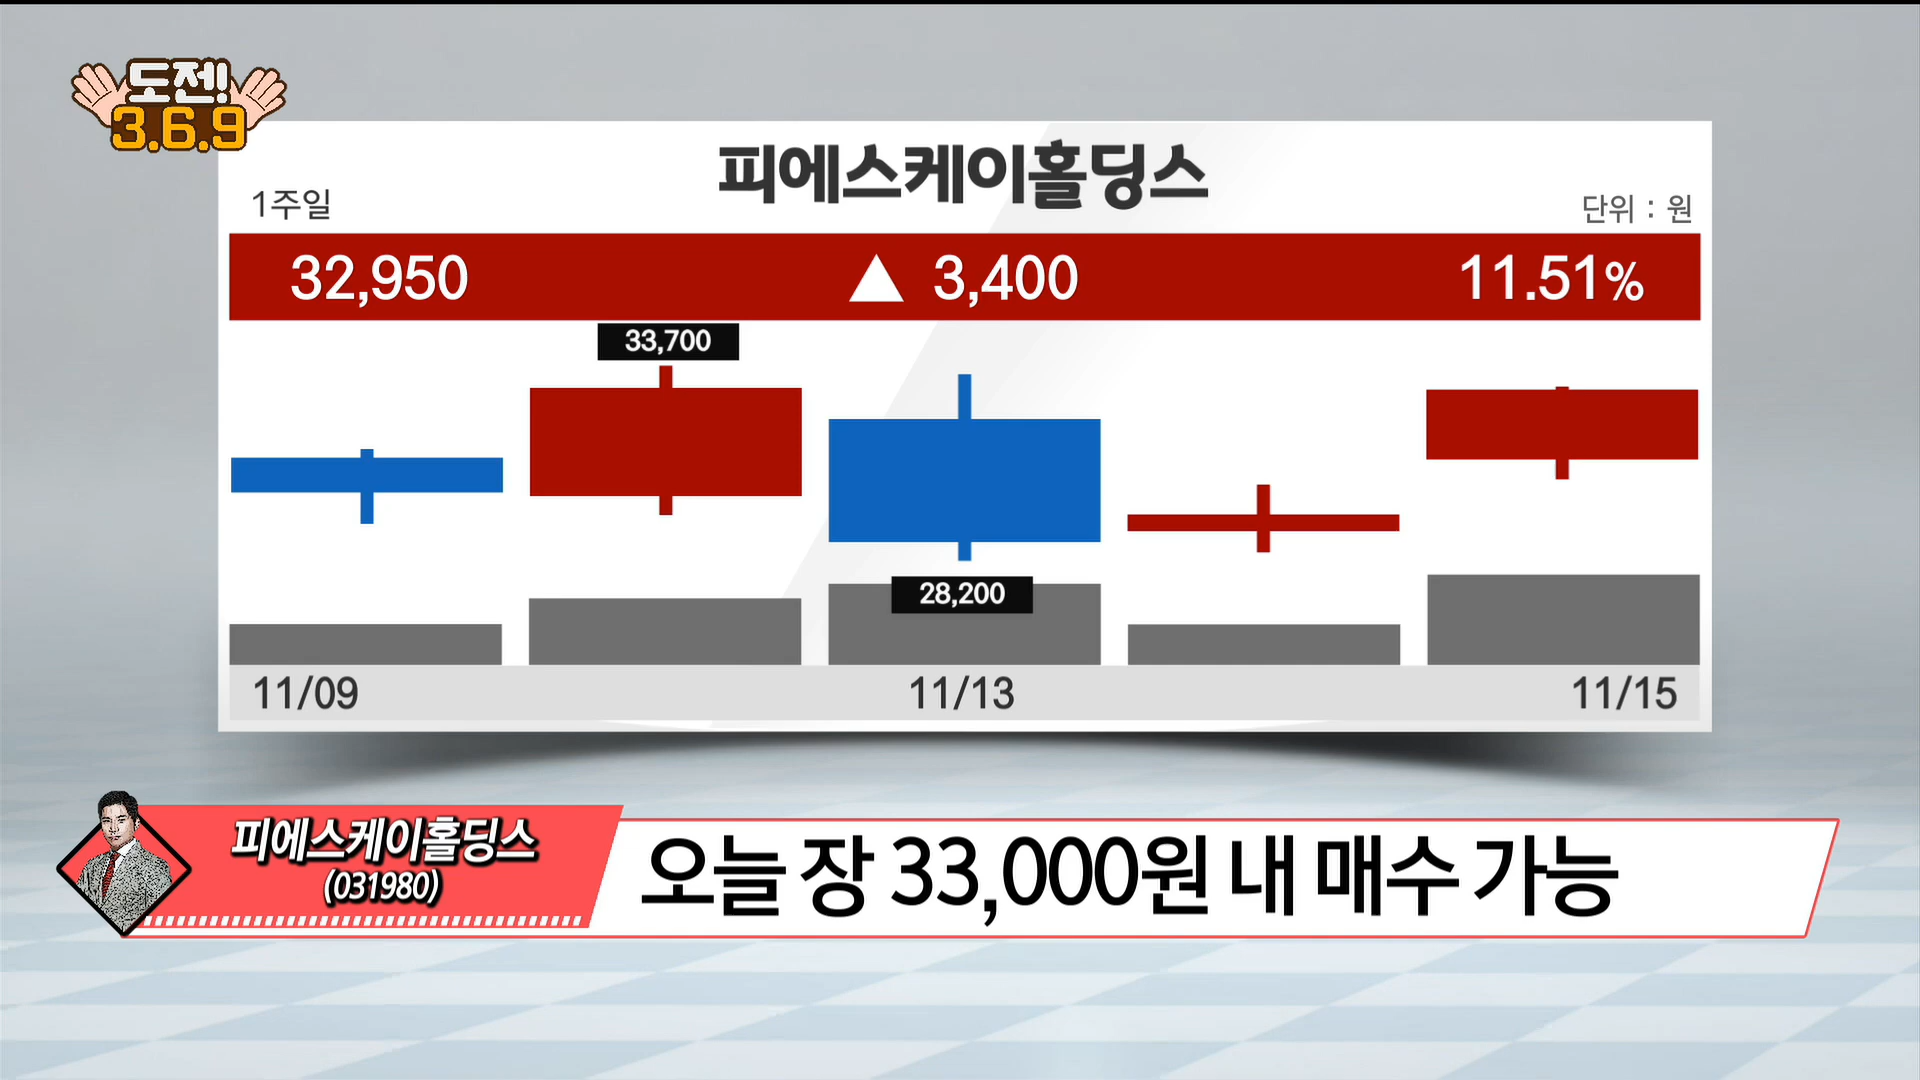 도전!
3.6.9
피에스케이홀딩스
1주일
단위 : 원
32,950 ▲ 3,400 11.51%
33,700
28,200
11/09 11/13 11/15
피에스케이홀딩스
(031980)
오늘 장 33,000원 내 매수 가능